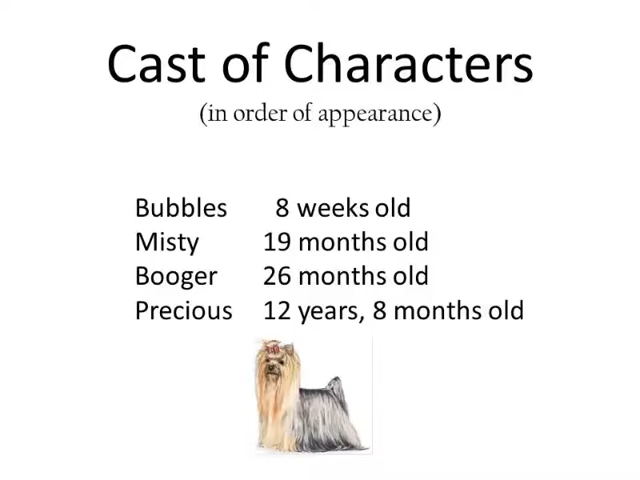 Cast of Characters
(in order of appearance)
Bubbles 8 weeks old
Misty 19 months old
Booger 26 months old
Precious 12 years, 8 months old